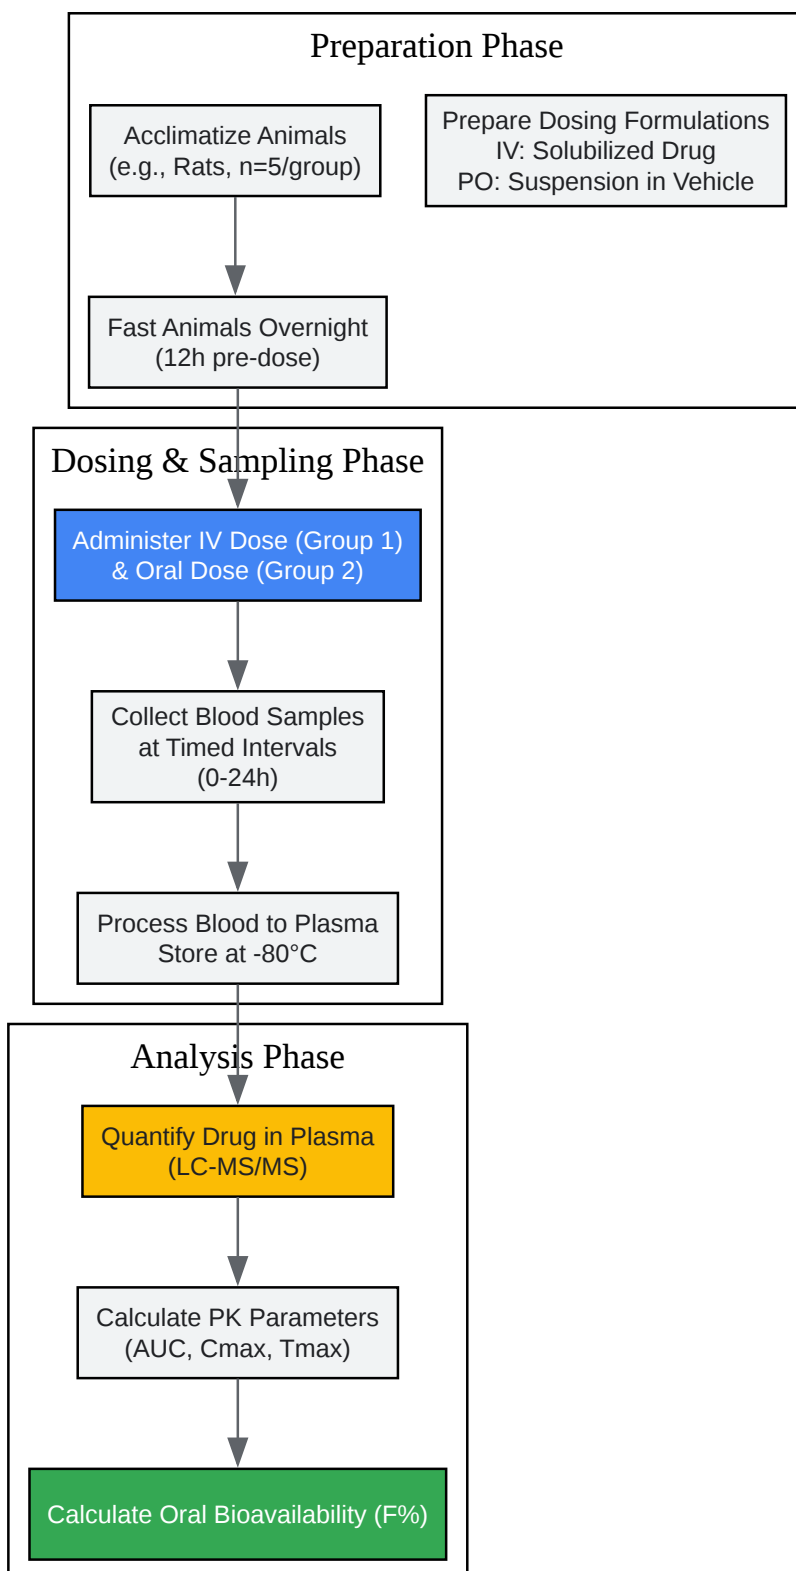 Preparation Phase
Acclimatize Animals
(e.g., Rats, n=5/group)
Prepare Dosing Formulations
IV: Solubilized Drug
PO: Suspension in Vehicle
Fast Animals Overnight
(12h pre-dose)
Dosing & Sampling Phase
Administer IV Dose (Group 1)
& Oral Dose (Group 2)
Collect Blood Samples
at Timed Intervals
(0-24h)
Process Blood to Plasma
Store at -80°C
Analysis Phase
Quantify Drug in Plasma
(LC-MS/MS)
Calculate PK Parameters
(AUC, Cmax, Tmax)
Calculate Oral Bioavailability (F%)